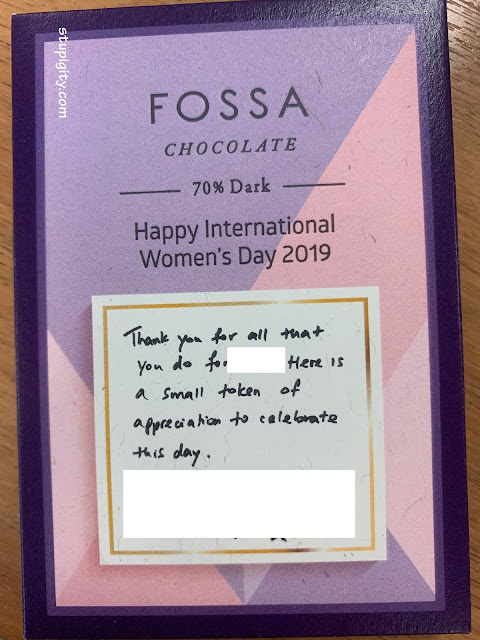 stupigity.com
FOSSA
CHOCOLATE
70% Dark
Happy International
Women's Day 2019
Thank you for all that
you do for Here is
a small token of
appreciation to celebrate
this day.